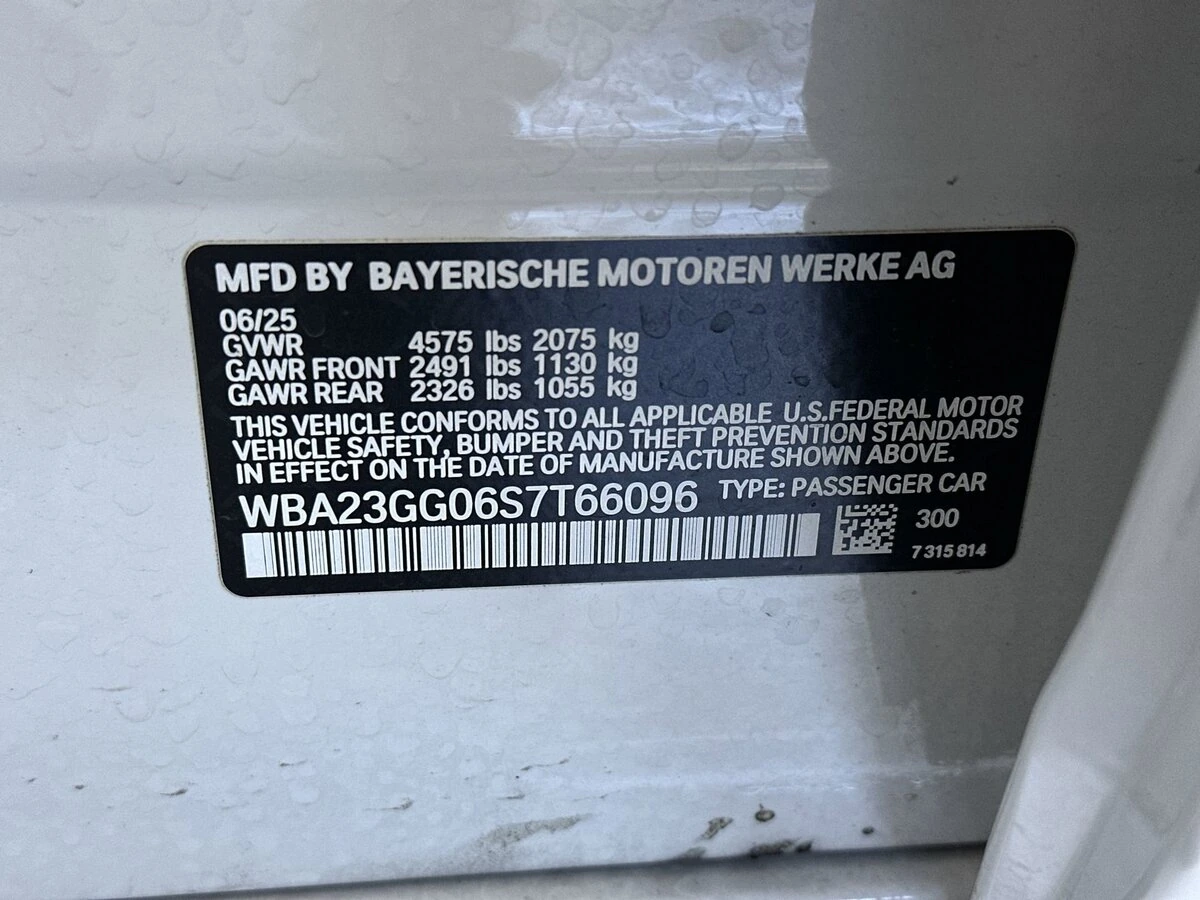 MFD BY BAYERISCHE MOTOREN WERKE AG
06/25
GVWR 4575 lbs 2075 kg
GAWR FRONT 2491 lbs 1130 kg
GAWR REAR 2326 lbs 1055 kg
THIS VEHICLE CONFORMS TO ALL APPLICABLE U.S.FEDERAL MOTOR
VEHICLE SAFETY, BUMPER AND THEFT PREVENTION STANDARDS
IN EFFECT ON THE DATE OF MANUFACTURE SHOWN ABOVE.
WBA23GG06S7T66096 TYPE: PASSENGER CAR
300
7 315 814